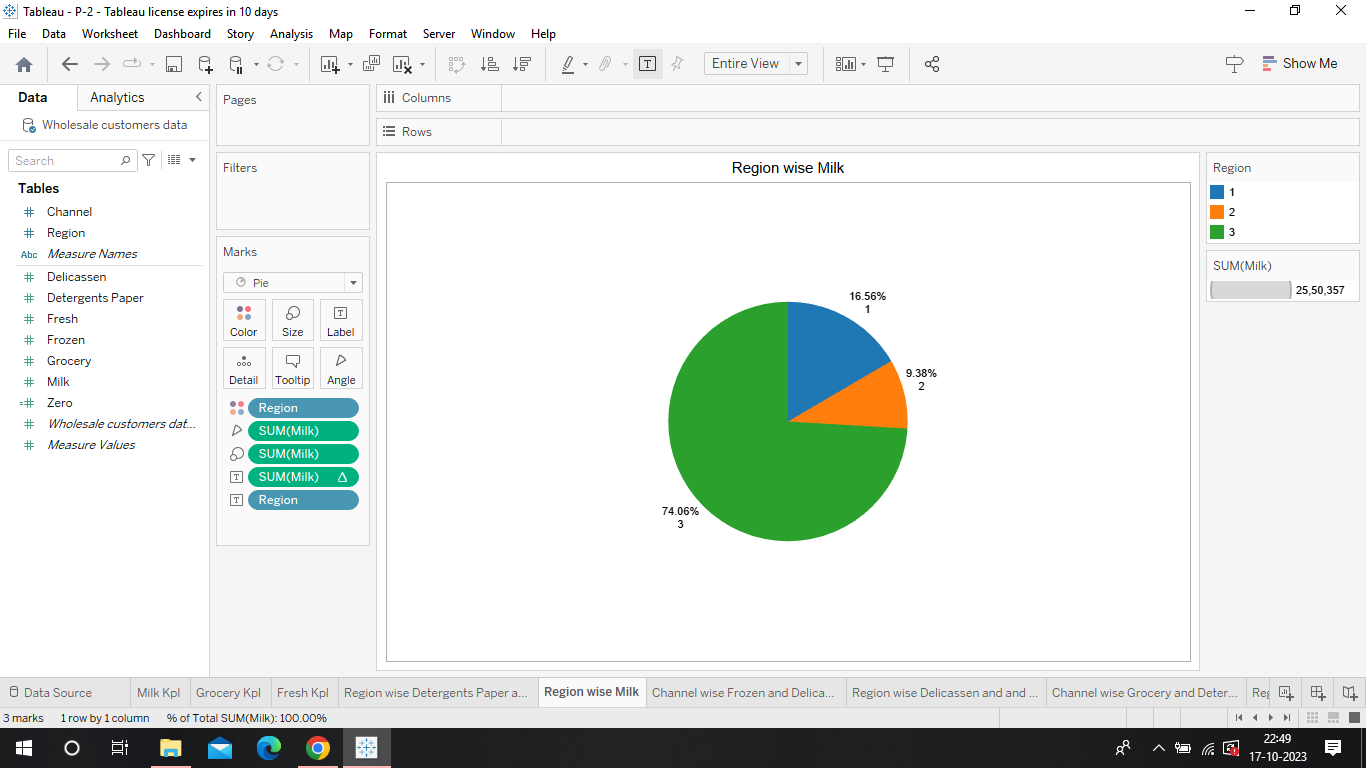 Tableau - P-2 - Tableau license expires in 10 days
File Data Worksheet Dashboard Story Analysis Map Format Server Window Help
Entire View
Show Me
Data Analytics
Wholesale customers data
Search
Tables
Channel
Region
Abc Measure Names
Delicassen
Detergents Paper
Fresh
Frozen
Grocery
Milk
Zero
Wholesale customers dat...
Measure Values
Pages
Filters
Marks
Pie
Color Size Label
Detail Tooltip Angle
Region
SUM(Milk)
SUM(Milk)
SUM(Milk)
Region
Columns
Rows
Region wise Milk
16.56%
1
9.38%
2
74.06%
3
Region
1
2
3
SUM(Milk)
25,50,357
Data Source Milk Kpl Grocery Kpl Fresh Kpl Region wise Detergents Paper a... Region wise Milk Channel wise Frozen and Delica... Region wise Delicassen and and ... Channel wise Grocery and Deter... Reg
3 marks 1 row by 1 column % of Total SUM(Milk): 100.00%
22:49
17-10-2023